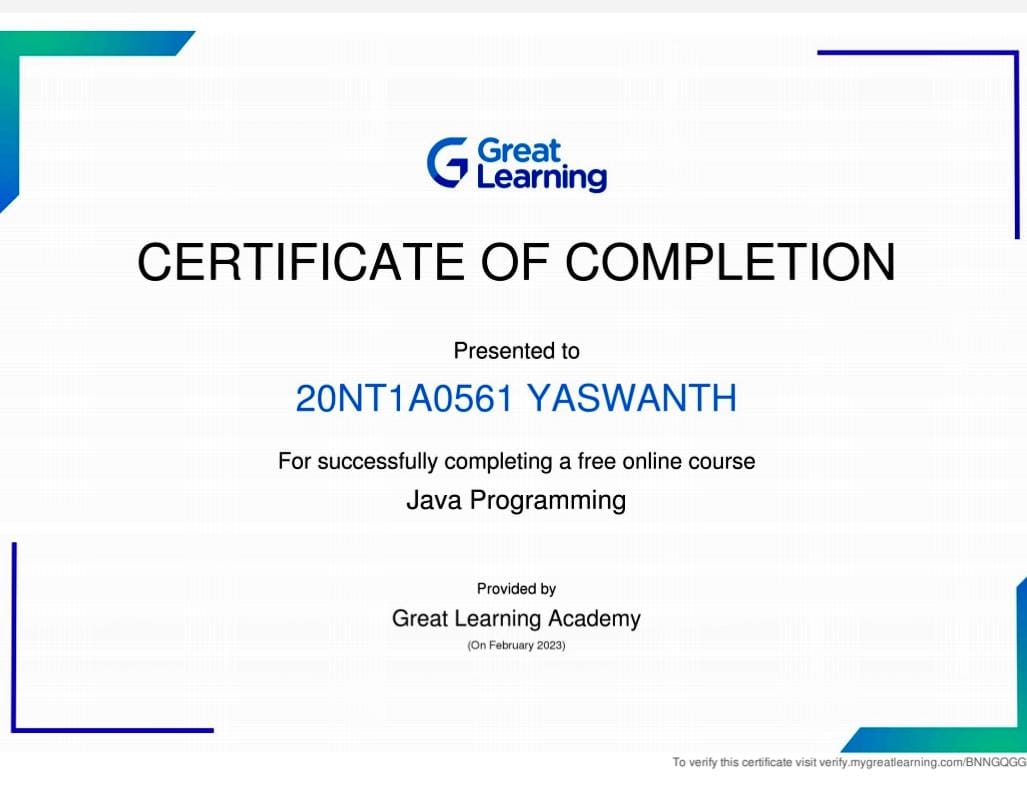 Great
Learning
CERTIFICATE OF COMPLETION
Presented to
20NT1A0561 YASWANTH
For successfully completing a free online course
Java Programming
Provided by
Great Learning Academy
(On February 2023)
To verify this certificate visit verify.mygreatlearning.com/BNNGQGG